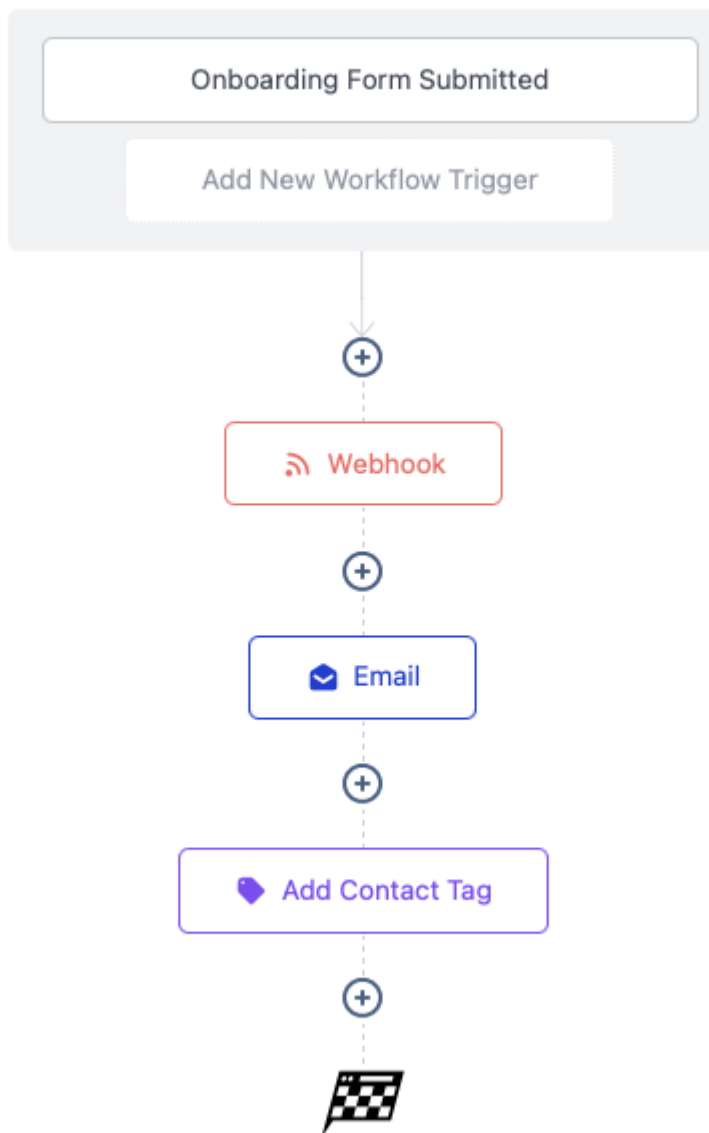 Onboarding Form Submitted
Add New Workflow Trigger
Webhook
Email
Add Contact Tag